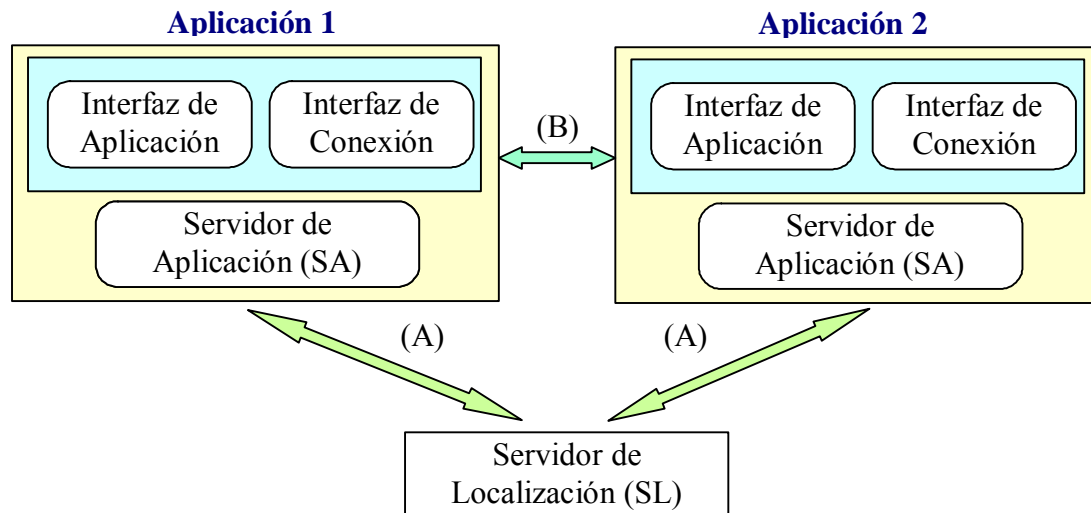 Aplicación 1
Aplicación 2
Interfaz de
Aplicación
Interfaz de
Conexión
(B)
Interfaz de
Aplicación
Interfaz de
Conexión
Servidor de
Aplicación (SA)
Servidor de
Aplicación (SA)
(A)
(A)
Servidor de
Localización (SL)